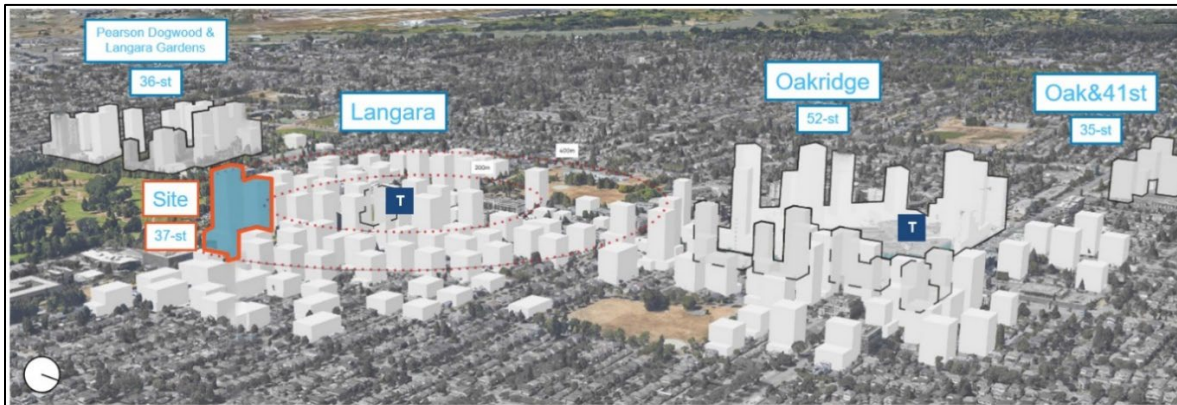 Pearson Dogwood &
Langara Gardens
36-st
Langara
Oakridge
52-st
Oak&41st
35-st
400m
200m
Site
37-st
T
T